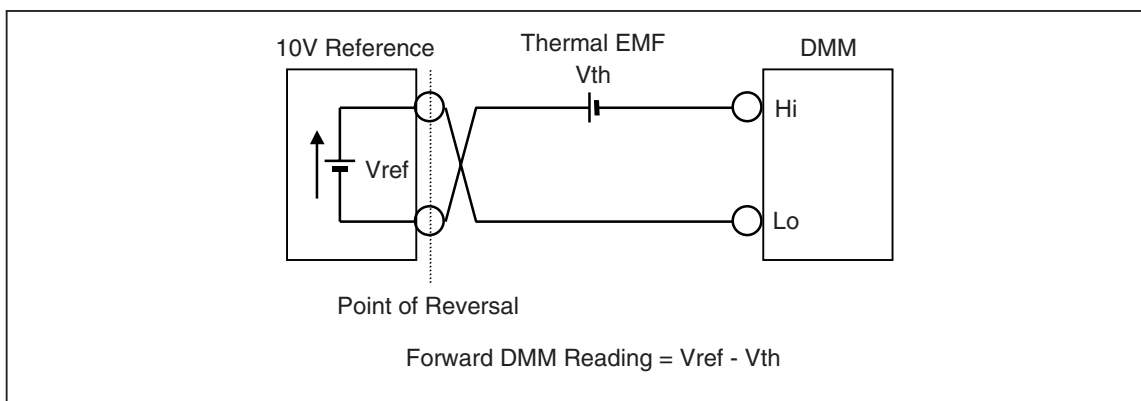 Thermal EMF
10V Reference
Vth
DMM
Hi
Vref
Lo
Point of Reversal
Forward DMM Reading = Vref - Vth